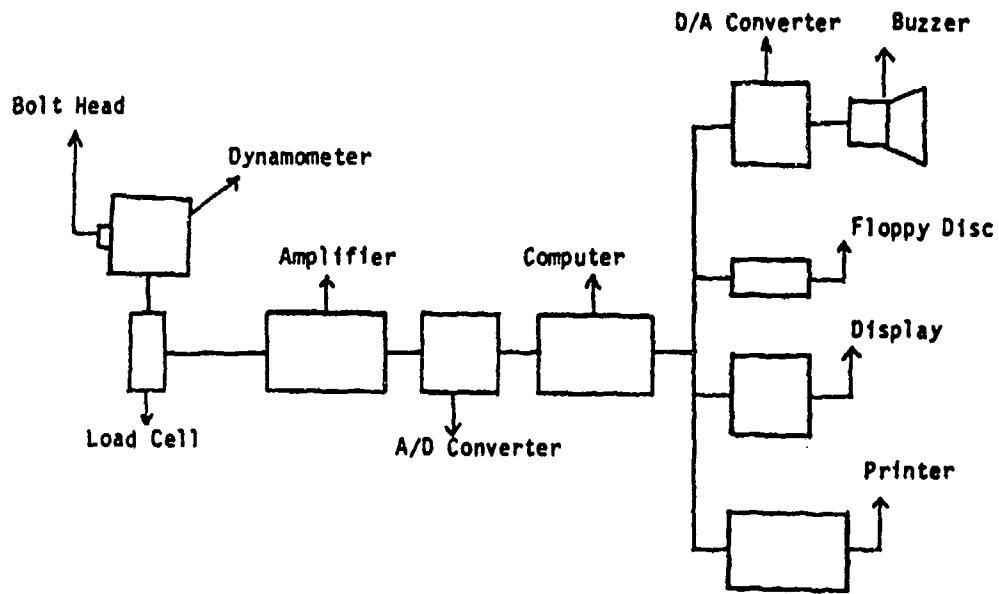 D/A Converter
Buzzer
Bolt Head
Dynamometer
Floppy Disc
Amplifier
Computer
Display
Load Cell
A/D Converter
Printer